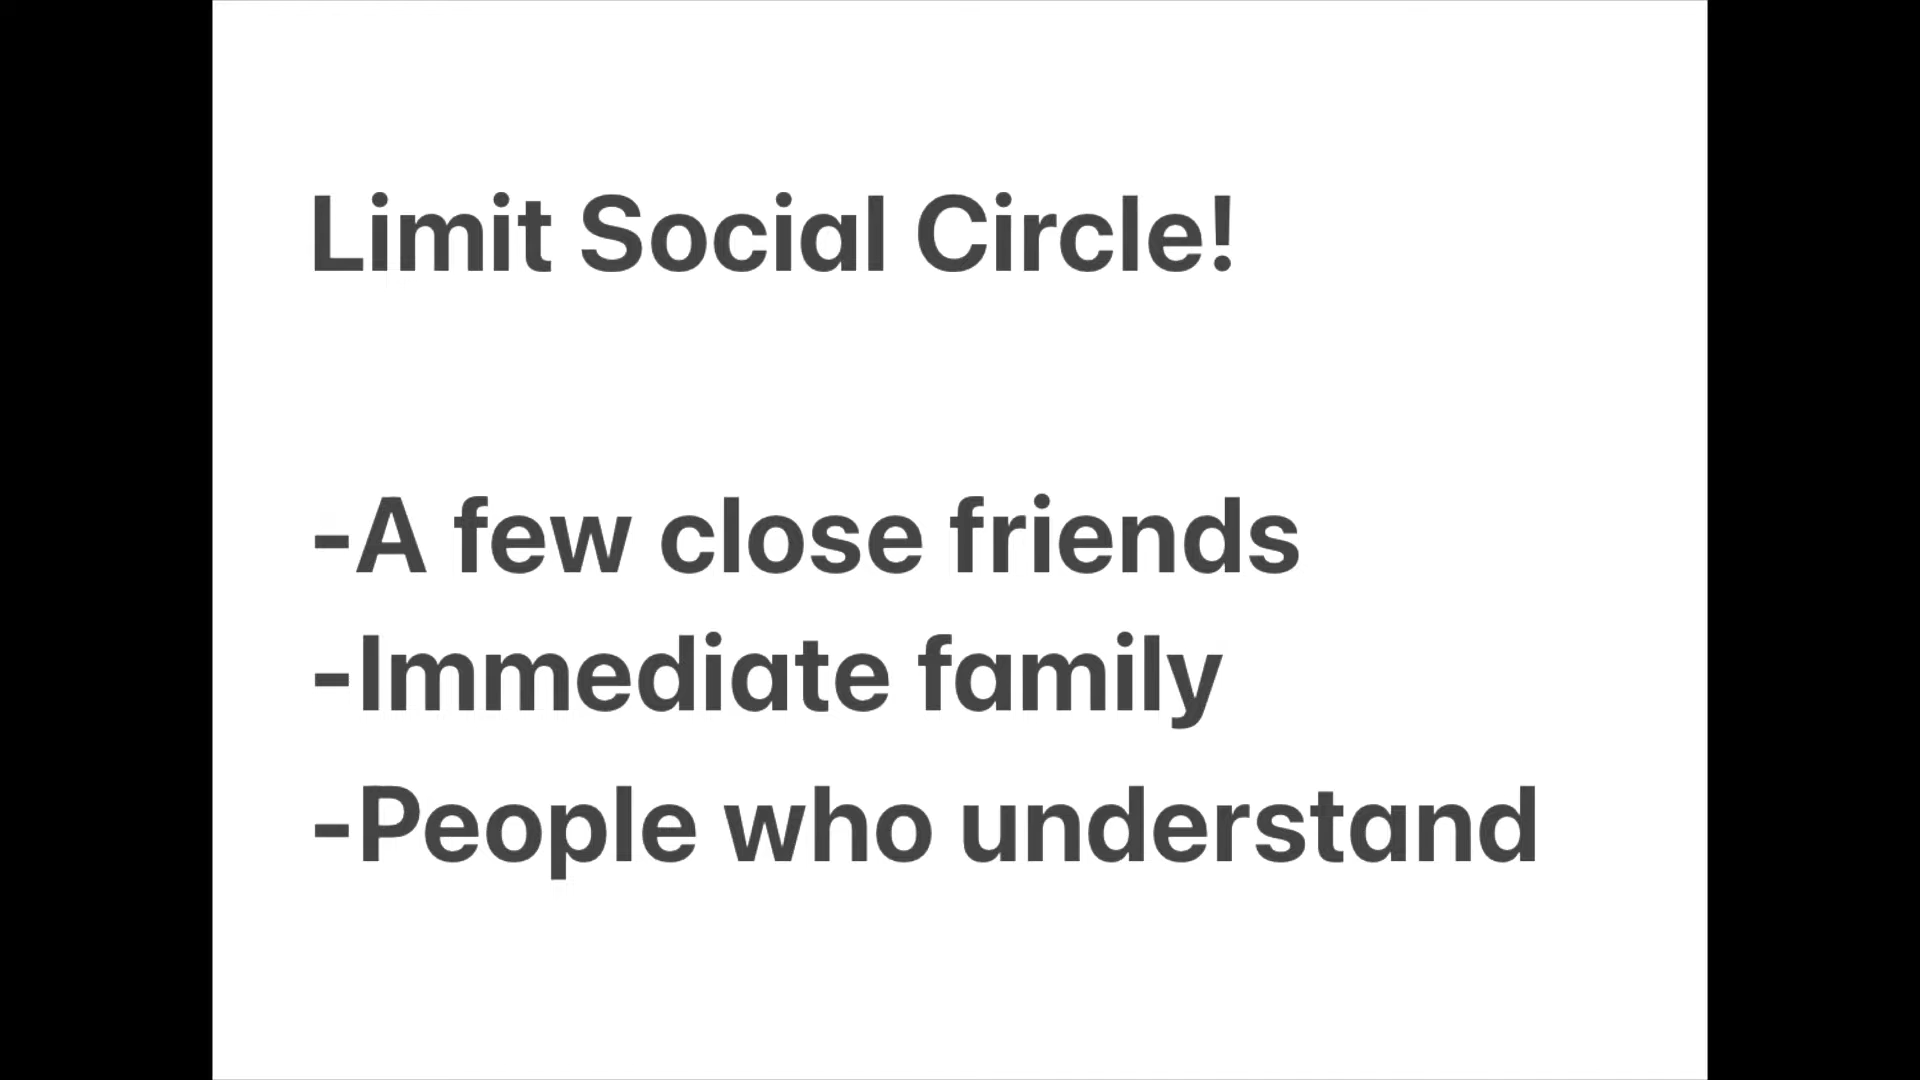 Limit Social Circle!
-A few close friends
-Immediate family
-People who understand